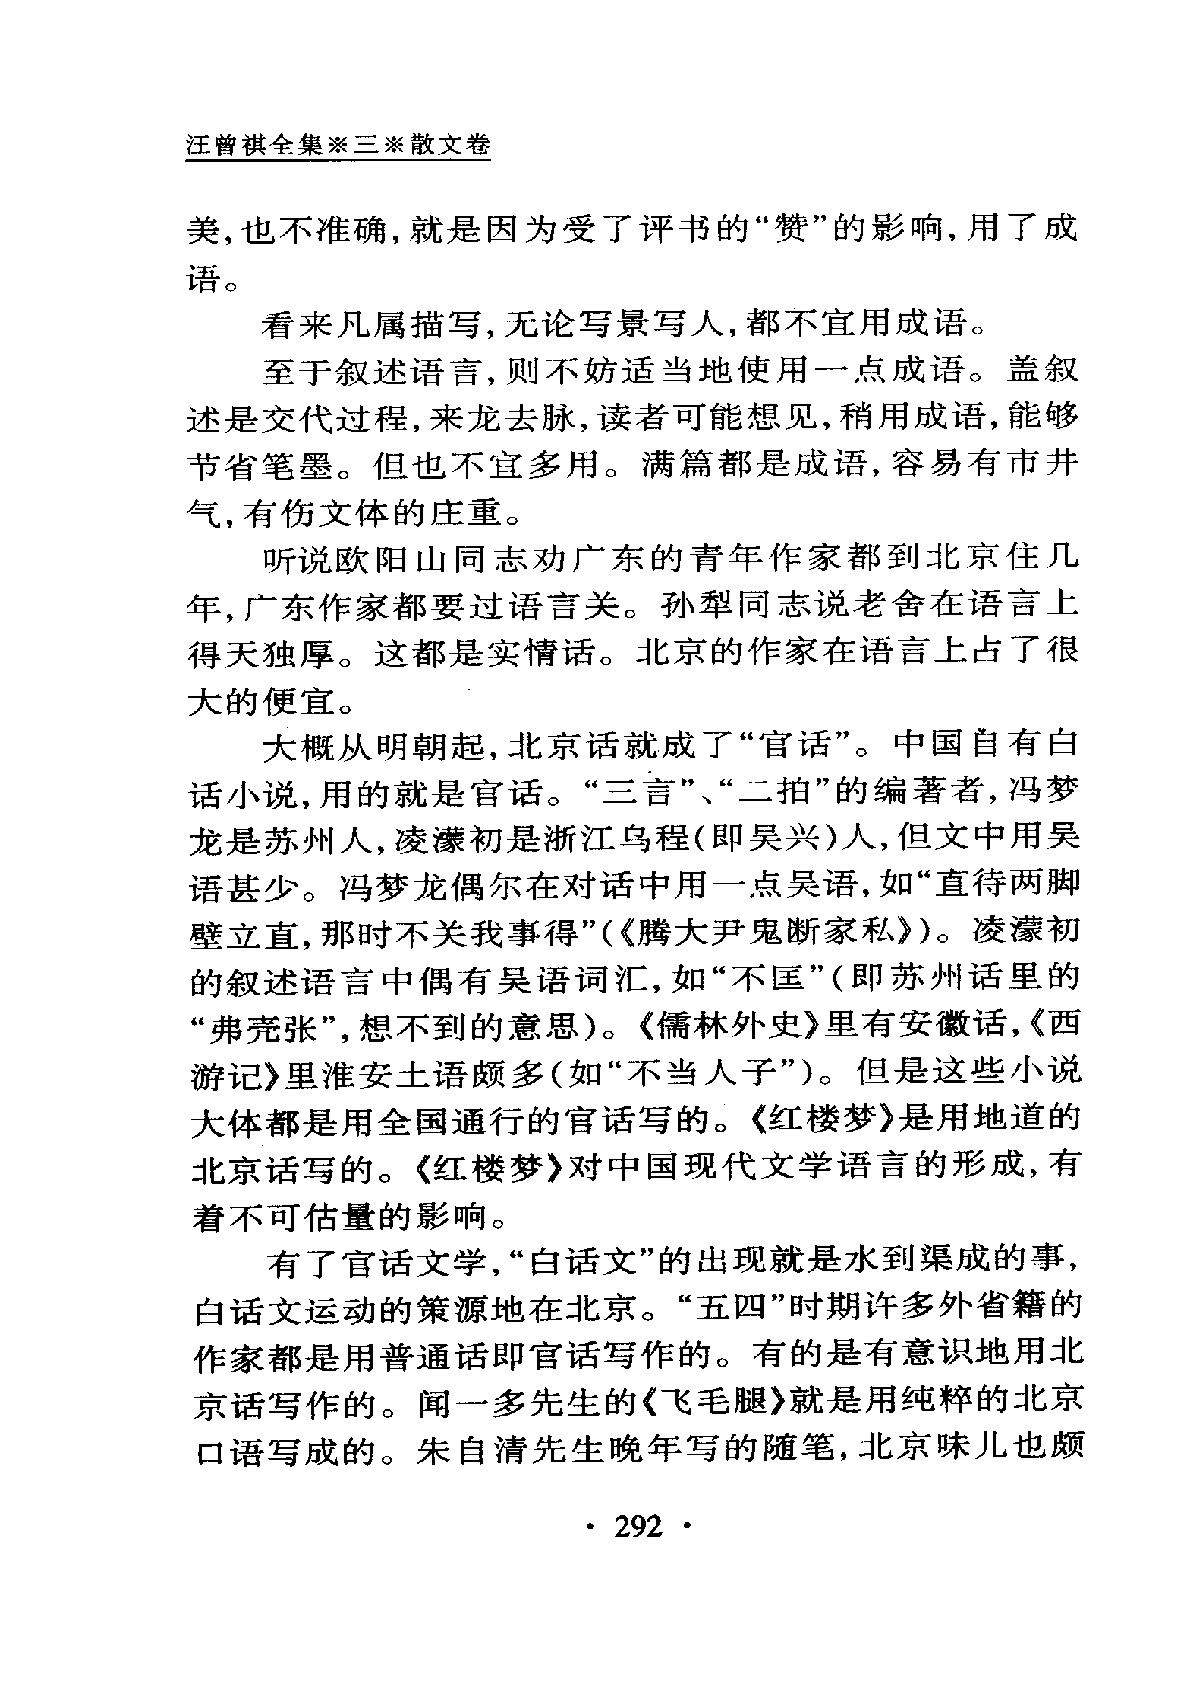 汪曾祺全集※三※散文卷
美,也不准确,就是因为受了评书的“赞”的影响,用了成
语。
看来凡属描写,无论写景写人,都不宜用成语。
至于叙述语言,则不妨适当地使用一点成语。盖叙
述是交代过程,来龙去脉,读者可能想见,稍用成语,能够
节省笔墨。但也不宜多用。满篇都是成语,容易有市井
气,有伤文体的庄重。
听说欧阳山同志劝广东的青年作家都到北京住几
年,广东作家都要过语言关。孙犁同志说老舍在语言上
得天独厚。这都是实情话。北京的作家在语言上占了很
大的便宜。
大概从明朝起,北京话就成了“官话”。中国自有白
话小说,用的就是官话。“三言”、“二拍”的编著者,冯梦
龙是苏州人,凌濛初是浙江乌程(即吴兴)人,但文中用吴
语甚少。冯梦龙偶尔在对话中用一点吴语,如“直待两脚
壁立直,那时不关我事得”(《腾大尹鬼断家私》)。凌濛初
的叙述语言中偶有吴语词汇,如“不匡”(即苏州话里的
“弗壳张”,想不到的意思)。《儒林外史》里有安徽话,《西
游记》里淮安土语颇多(如“不当人子”)。但是这些小说
大体都是用全国通行的官话写的。《红楼梦》是用地道的
北京话写的。《红楼梦》对中国现代文学语言的形成,有
着不可估量的影响。
有了官话文学,“白话文”的出现就是水到渠成的事,
白话文运动的策源地在北京。“五四”时期许多外省籍的
作家都是用普通话即官话写作的。有的是有意识地用北
京话写作的。闻一多先生的《飞毛腿》就是用纯粹的北京
口语写成的。朱自清先生晚年写的随笔,北京味儿也颇
· 292 ·